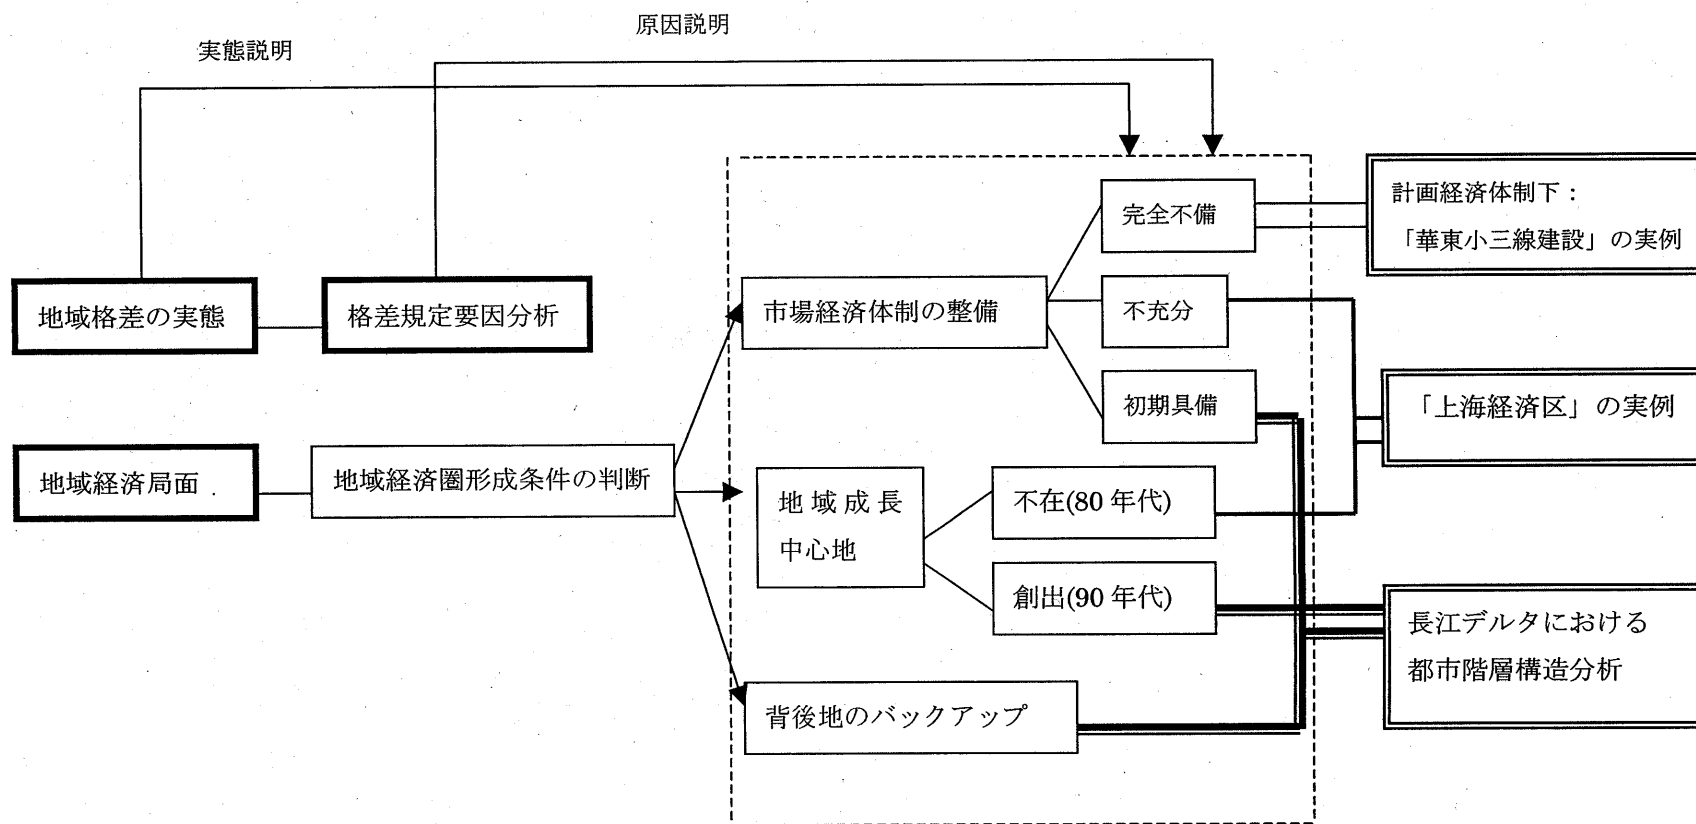 原因説明
実態説明
完全不備
計画経済体制下：
「華東小三線建設」の実例
地域格差の実態
格差規定要因分析
市場経済体制の整備
不充分
初期具備
「上海経済区」の実例
地域経済局面
地域経済圏形成条件の判断
地域成長
中心地
不在(80 年代)
創出(90 年代)
長江デルタにおける
都市階層構造分析
背後地のバックアップ